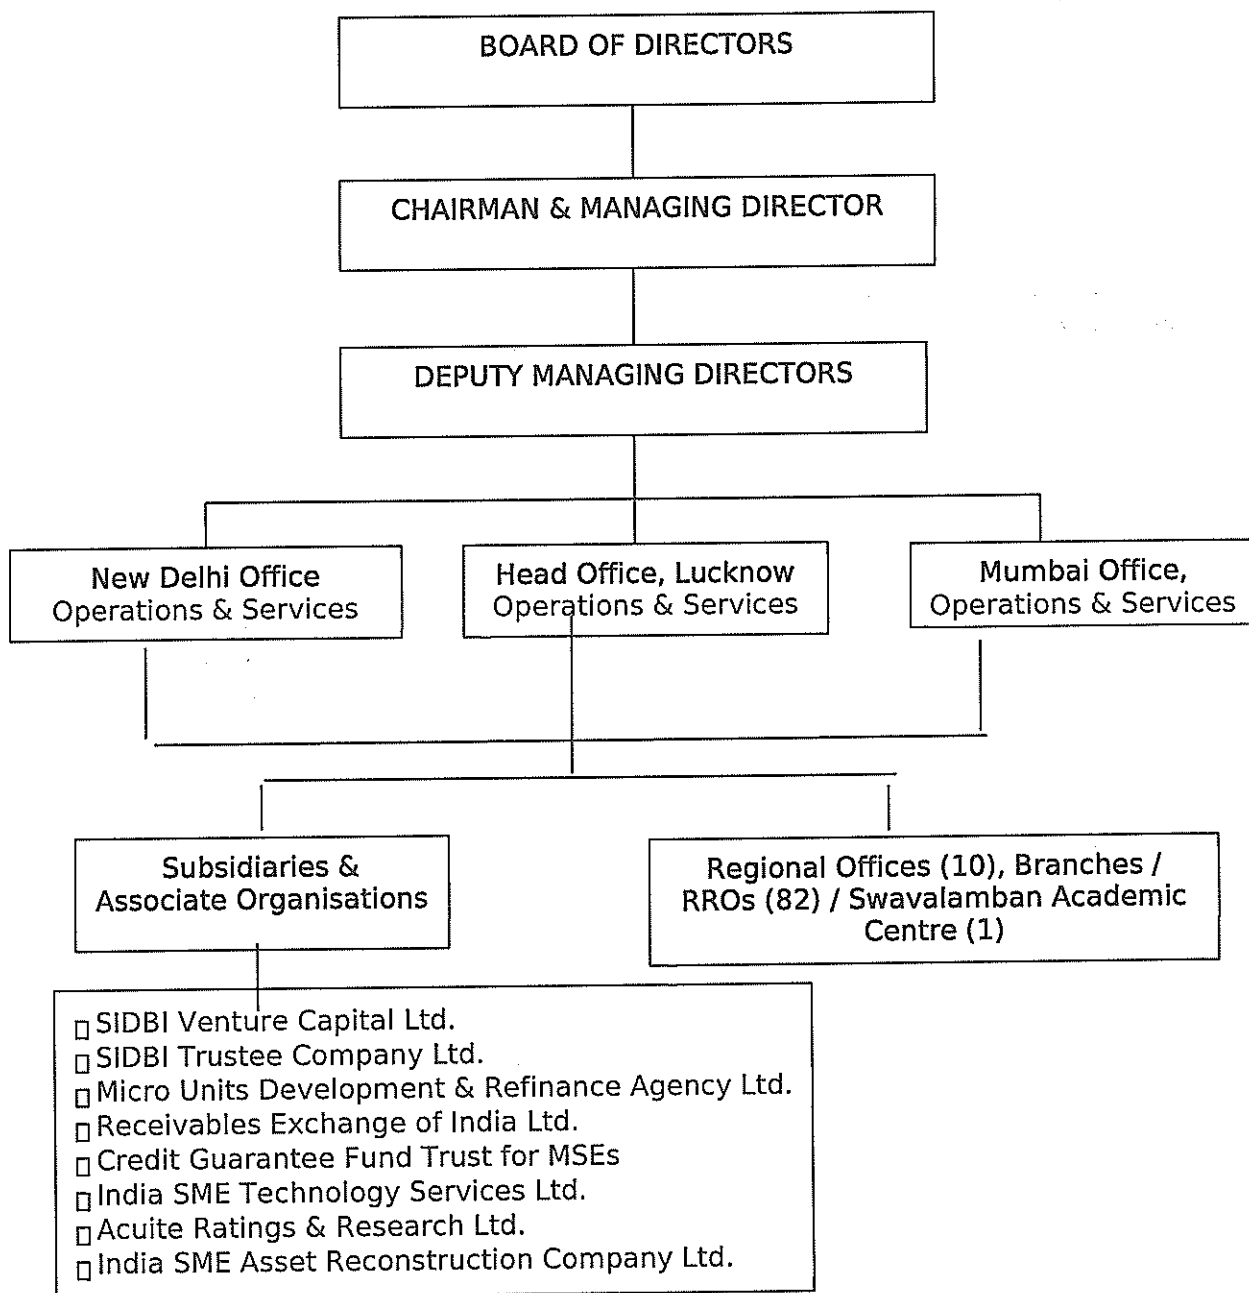 BOARD OF DIRECTORS
CHAIRMAN & MANAGING DIRECTOR
DEPUTY MANAGING DIRECTORS
New Delhi Office
Operations & Services
Head Office, Lucknow
Operations & Services
Mumbai Office,
Operations & Services
Subsidiaries &
Associate Organisations
Regional Offices (10), Branches /
RROs (82) / Swavalamban Academic
Centre (1)
SIDBI Venture Capital Ltd.
SIDBI Trustee Company Ltd.
Micro Units Development & Refinance Agency Ltd.
Receivables Exchange of India Ltd.
Credit Guarantee Fund Trust for MSEs
India SME Technology Services Ltd.
Acuite Ratings & Research Ltd.
India SME Asset Reconstruction Company Ltd.